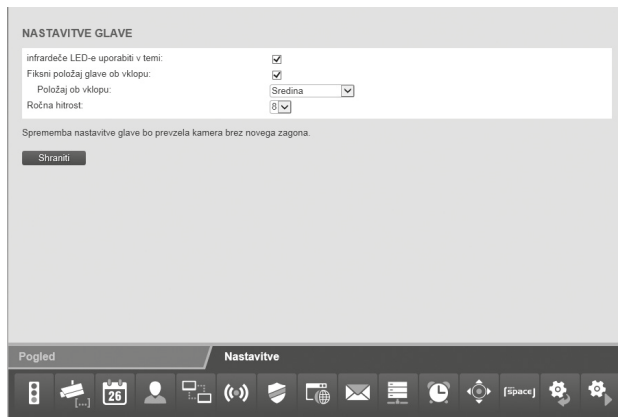 NASTAVITVE GLAVE
infrardeče LED-e uporabiti v temi:
Fiksni položaj glave ob vklopu:
Položaj ob vklopu: Sredina
Ročna hitrost: 8
Sprememba nastavitve glave bo prevzela kamera brez novega zagona.
Shraniti
Pogled Nastavitve
[...] 26 [space]